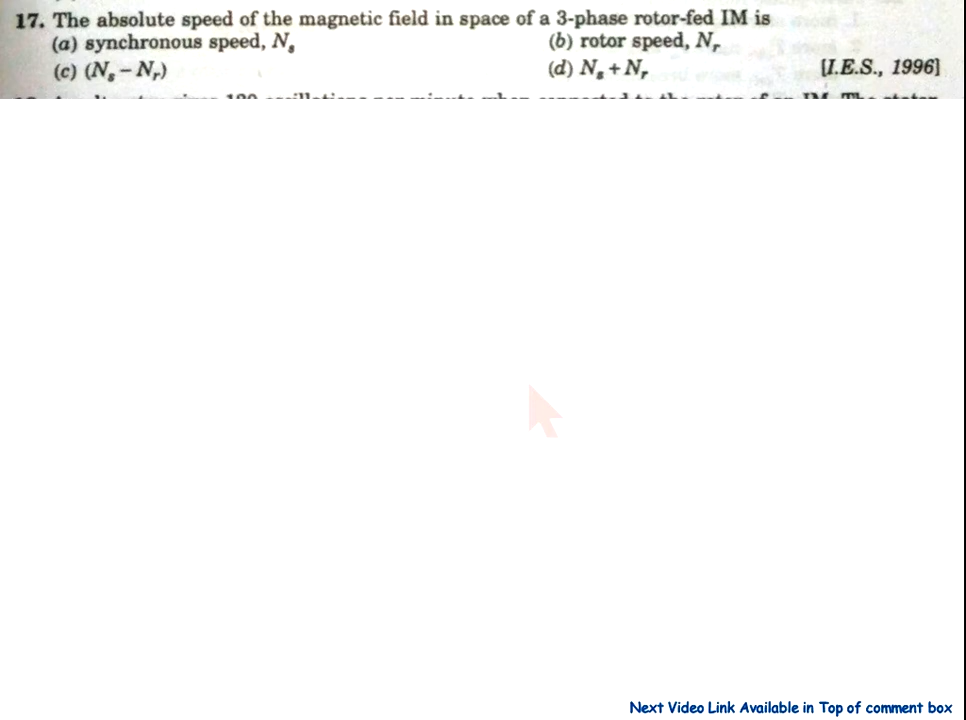 17. The absolute speed of the magnetic field in space of a 3-phase rotor-fed IM is
(a) synchronous speed, Nₛ (b) rotor speed, Nᵣ
(c) (Nₛ – Nᵣ) (d) Nₛ + Nᵣ [I.E.S., 1996]
Next Video Link Available in Top of comment box